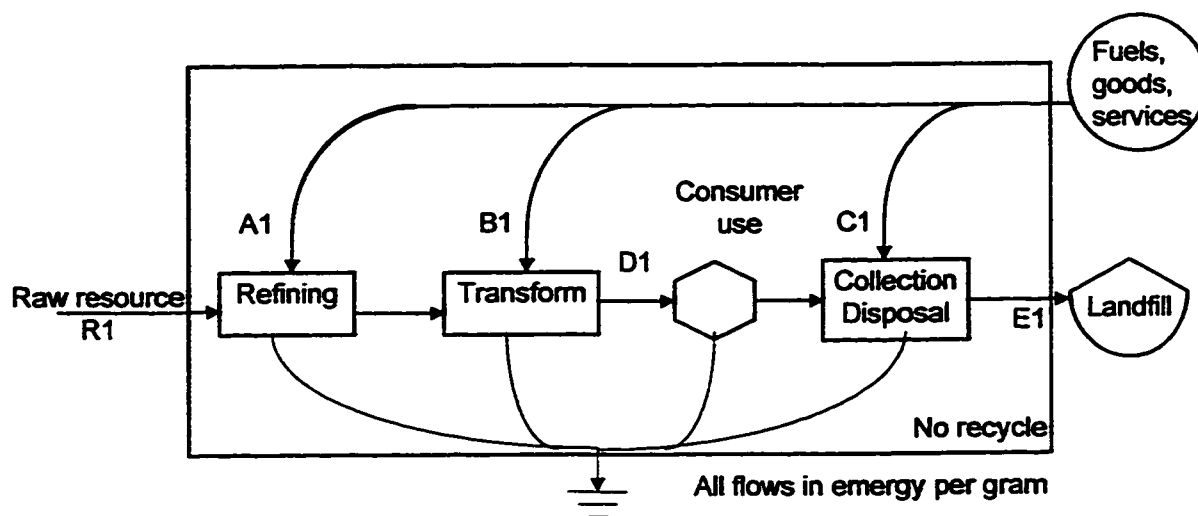 Fuels,
goods,
services
Consumer
use
A1
B1
C1
D1
Raw resource
R1
Refining
Transform
Collection
Disposal
E1
Landfill
No recycle
All flows in emergy per gram